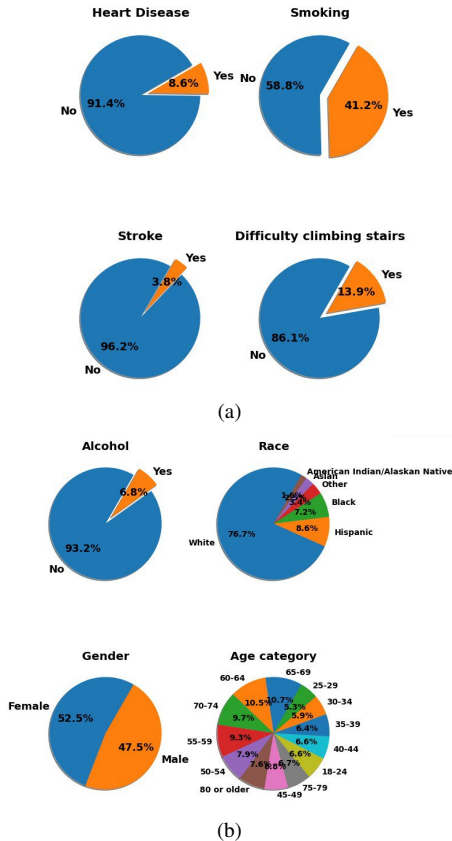 Heart Disease
Smoking
Yes
No
8.6%
91.4%
No
58.8%
41.2%
Yes
Stroke
Difficulty climbing stairs
Yes
3.8%
96.2%
No
Yes
13.9%
86.1%
No
(a)
Alcohol
Race
Yes
6.8%
93.2%
No
American Indian/Alaskan Native
Asian
Other
Black
Hispanic
White
1.6%
3.4%
7.2%
8.6%
76.7%
Gender
Age category
Female
52.5%
47.5%
Male
60-64
65-69
25-29
30-34
35-39
40-44
18-24
75-79
45-49
80 or older
50-54
55-59
70-74
10.5%
10.7%
5.3%
5.9%
6.4%
6.6%
6.6%
6.7%
7.6%
7.9%
9.3%
9.7%
(b)